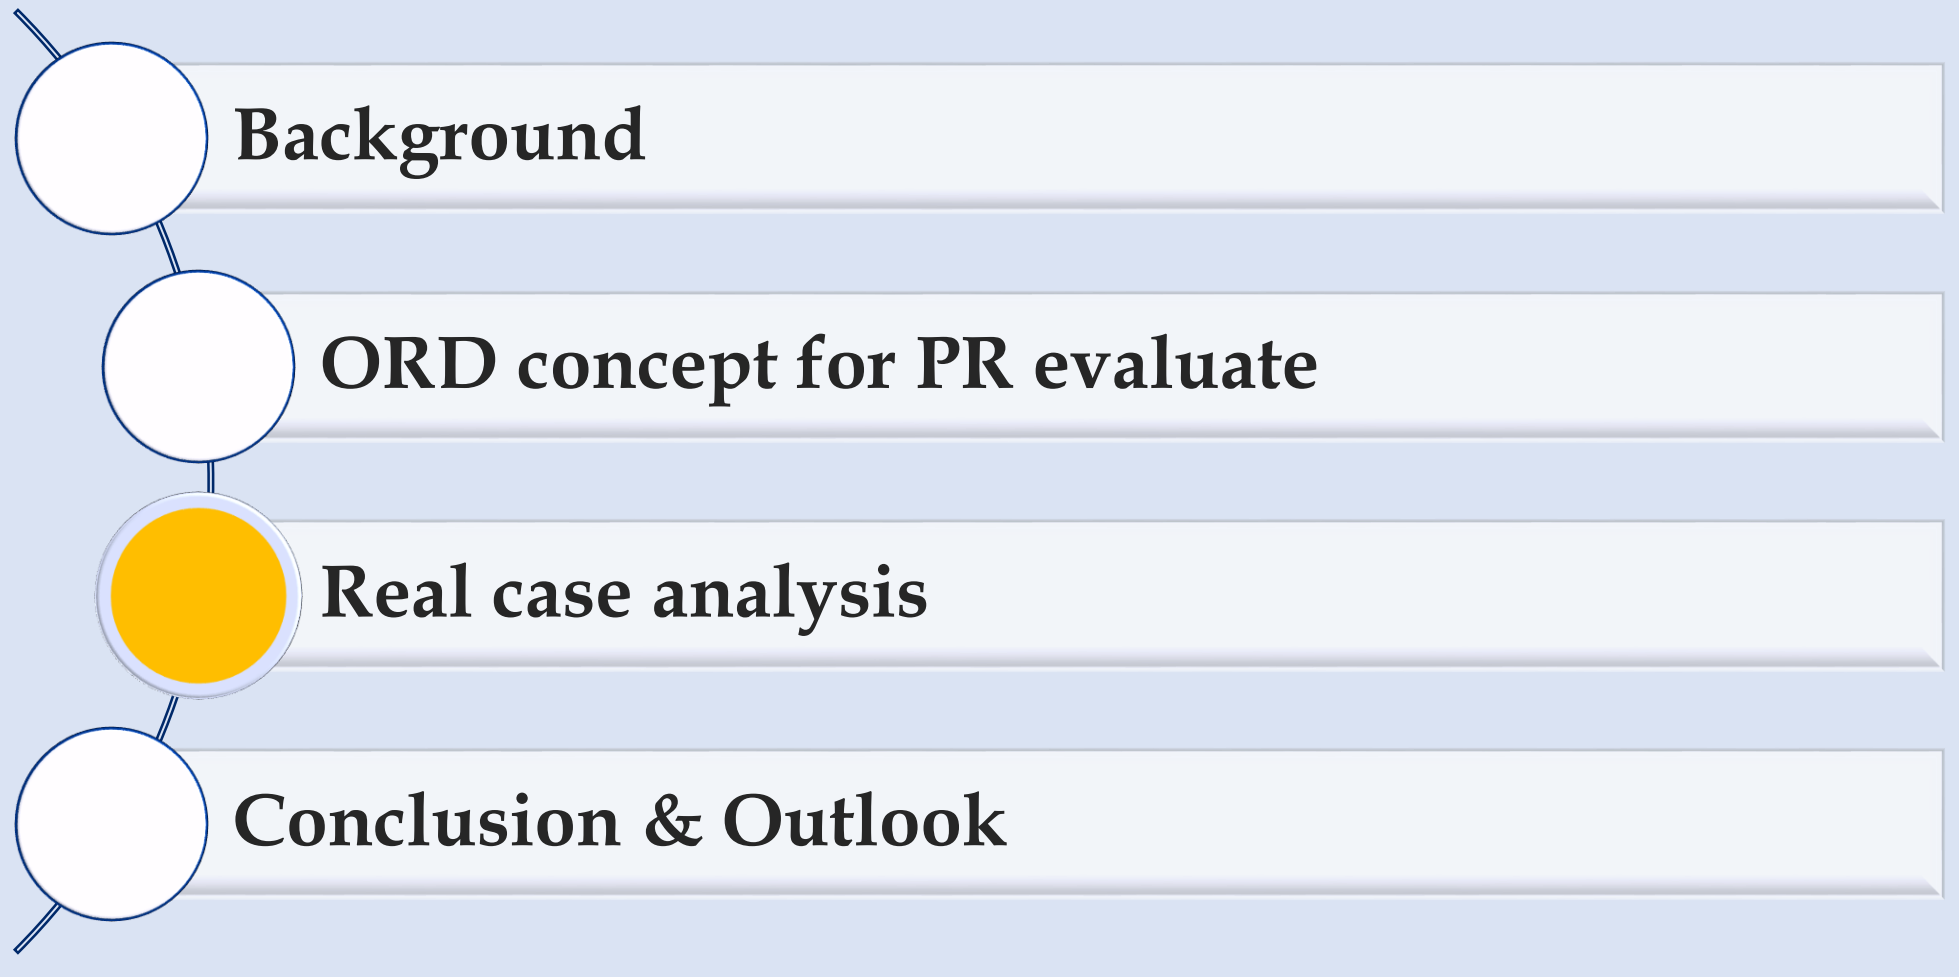 Background
ORD concept for PR evaluate
Real case analysis
Conclusion & Outlook